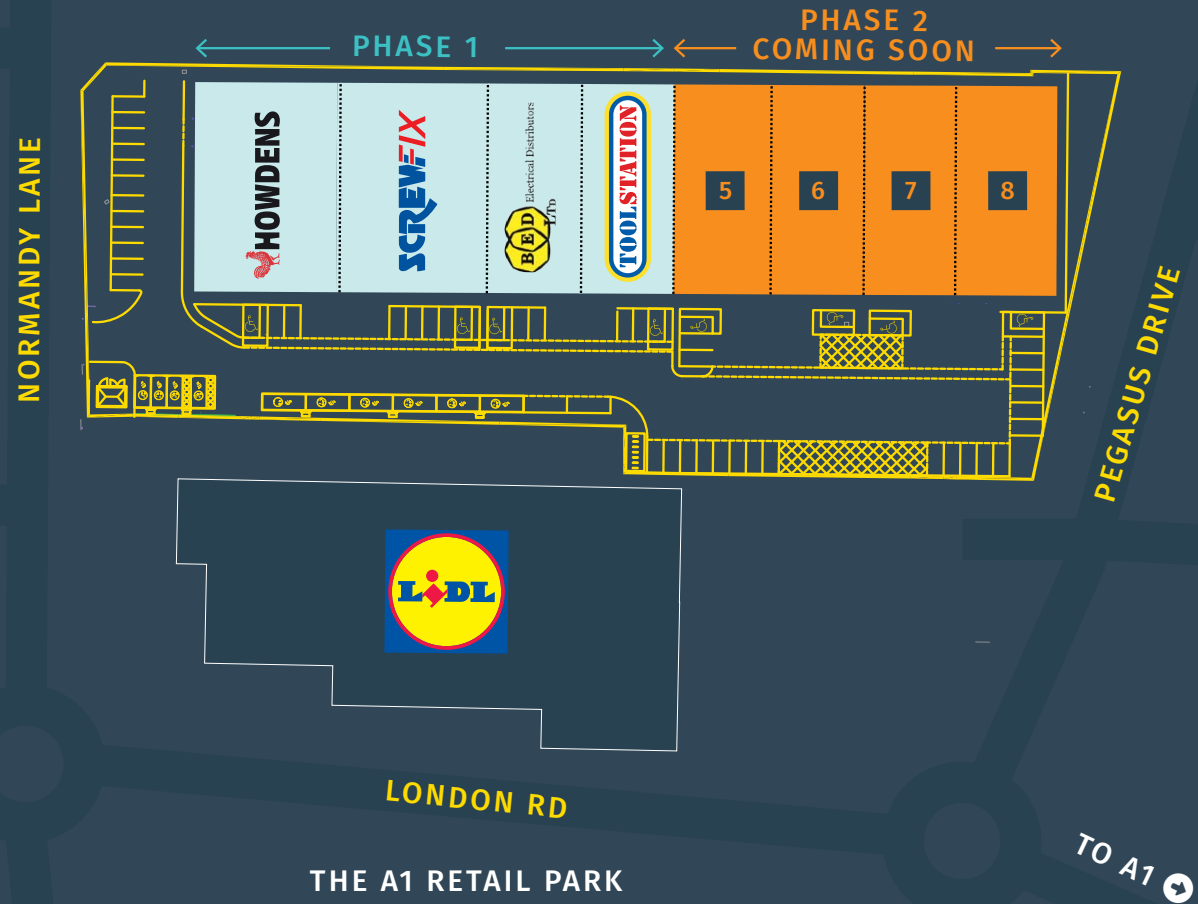 PHASE 1
PHASE 2
COMING SOON
NORMANDY LANE
HOWDENS
SCREWFIX
BED LTD Electrical Distributors
TOOLSTATION
5
6
7
8
PEGASUS DRIVE
LIDL
LONDON RD
THE A1 RETAIL PARK
TO A1